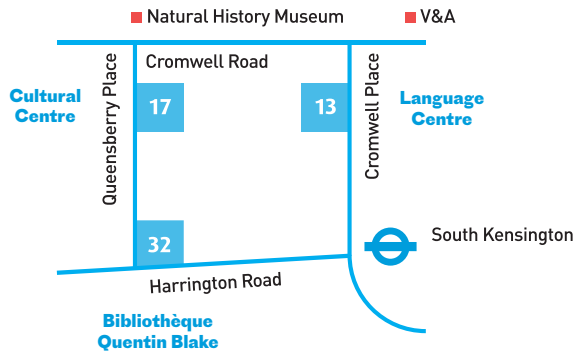 Natural History Museum
V&A
Cromwell Road
Queensberry Place
Cromwell Place
Cultural
Centre
17
13
Language
Centre
32
South Kensington
Harrington Road
Bibliothèque
Quentin Blake